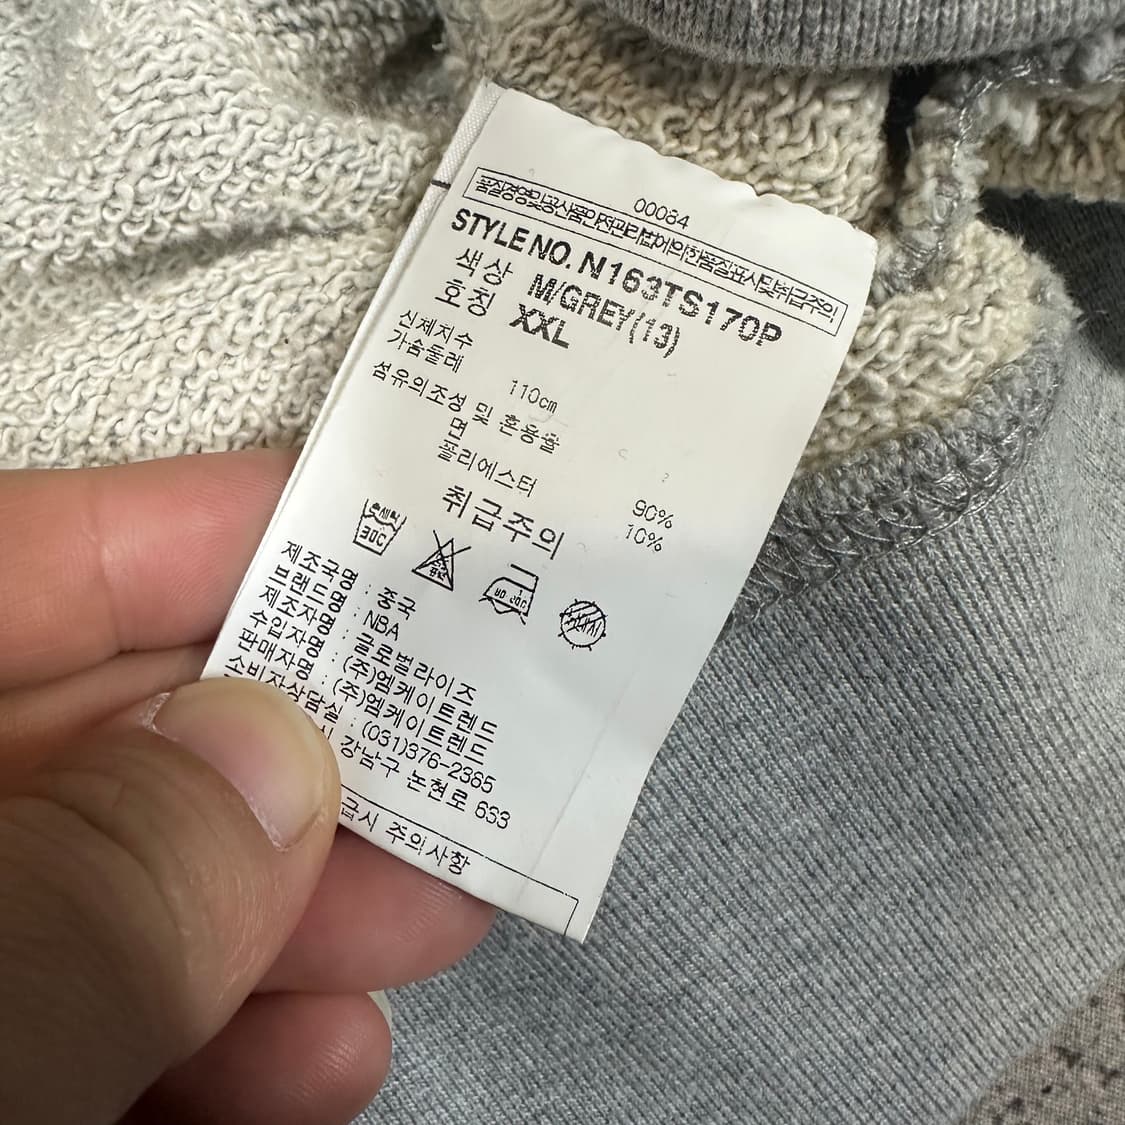 00084
품질경영및공산품안전관리법에의한품질표시및취급주의
STYLE NO. N163TS170P
색상 M/GREY(13)
호칭 XXL
신체치수
가슴둘레 110cm
섬유의조성 및 혼용율
면 90%
폴리에스터 10%
취급주의
제조국명 : 중국
브랜드명 : NBA
제조자명 : 글로벌라이즈
수입자명 : (주)엠케이트렌드
판매자명 : (주)엠케이트렌드
소비자상담실 : (031)376-2365
강남구 논현로 633
급시 주의사항